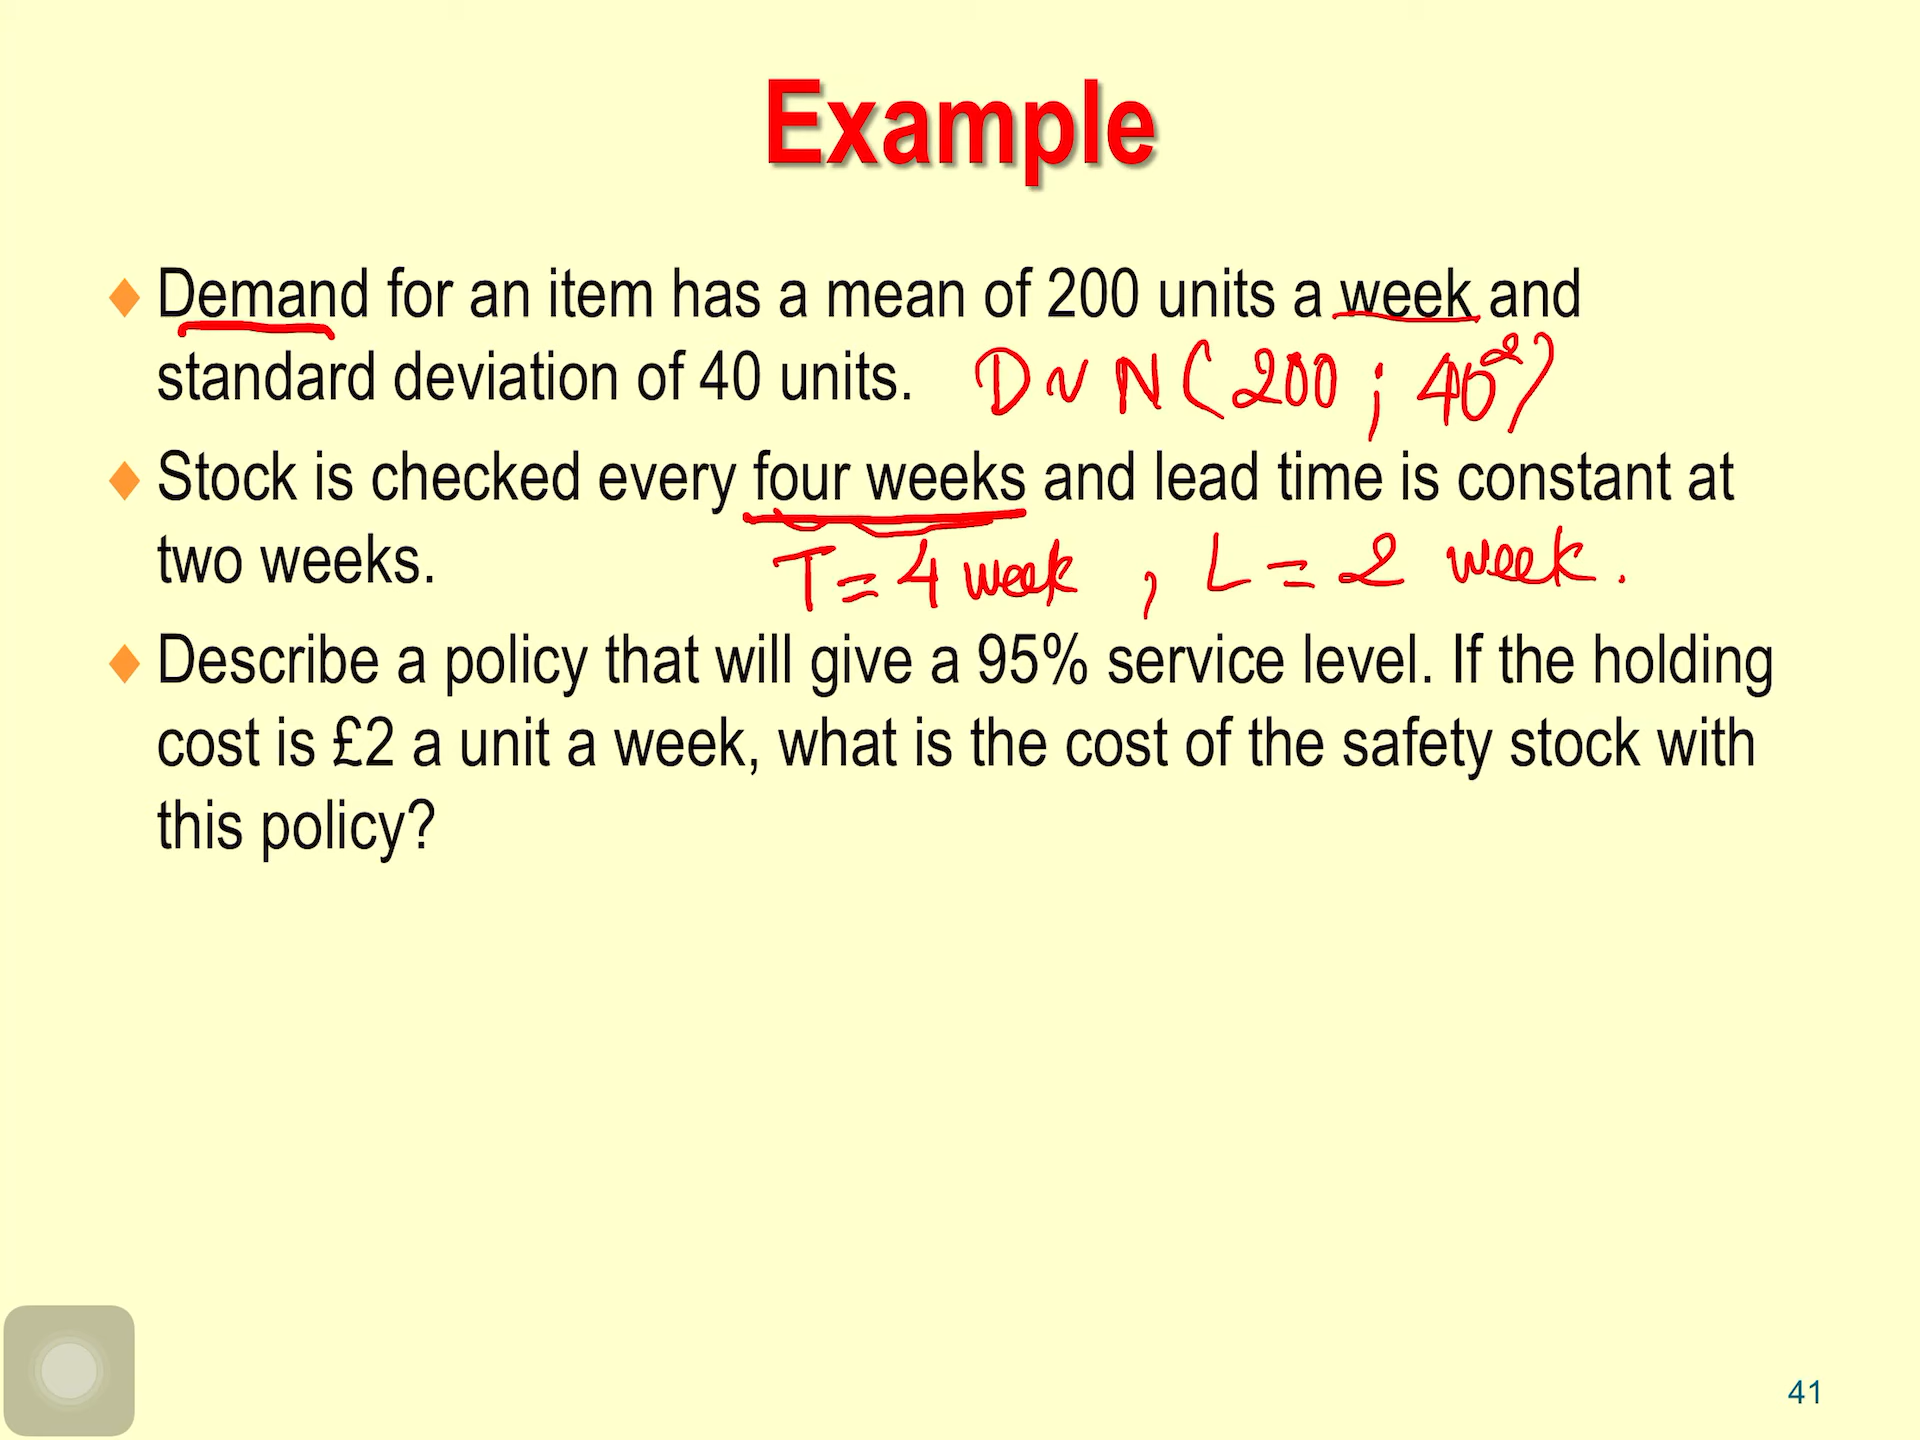 Example
♦ Demand for an item has a mean of 200 units a week and
standard deviation of 40 units. D ~ N (200 ; 40²)
♦ Stock is checked every four weeks and lead time is constant at
two weeks. T = 4 week , L = 2 week.
♦ Describe a policy that will give a 95% service level. If the holding
cost is £2 a unit a week, what is the cost of the safety stock with
this policy?
41